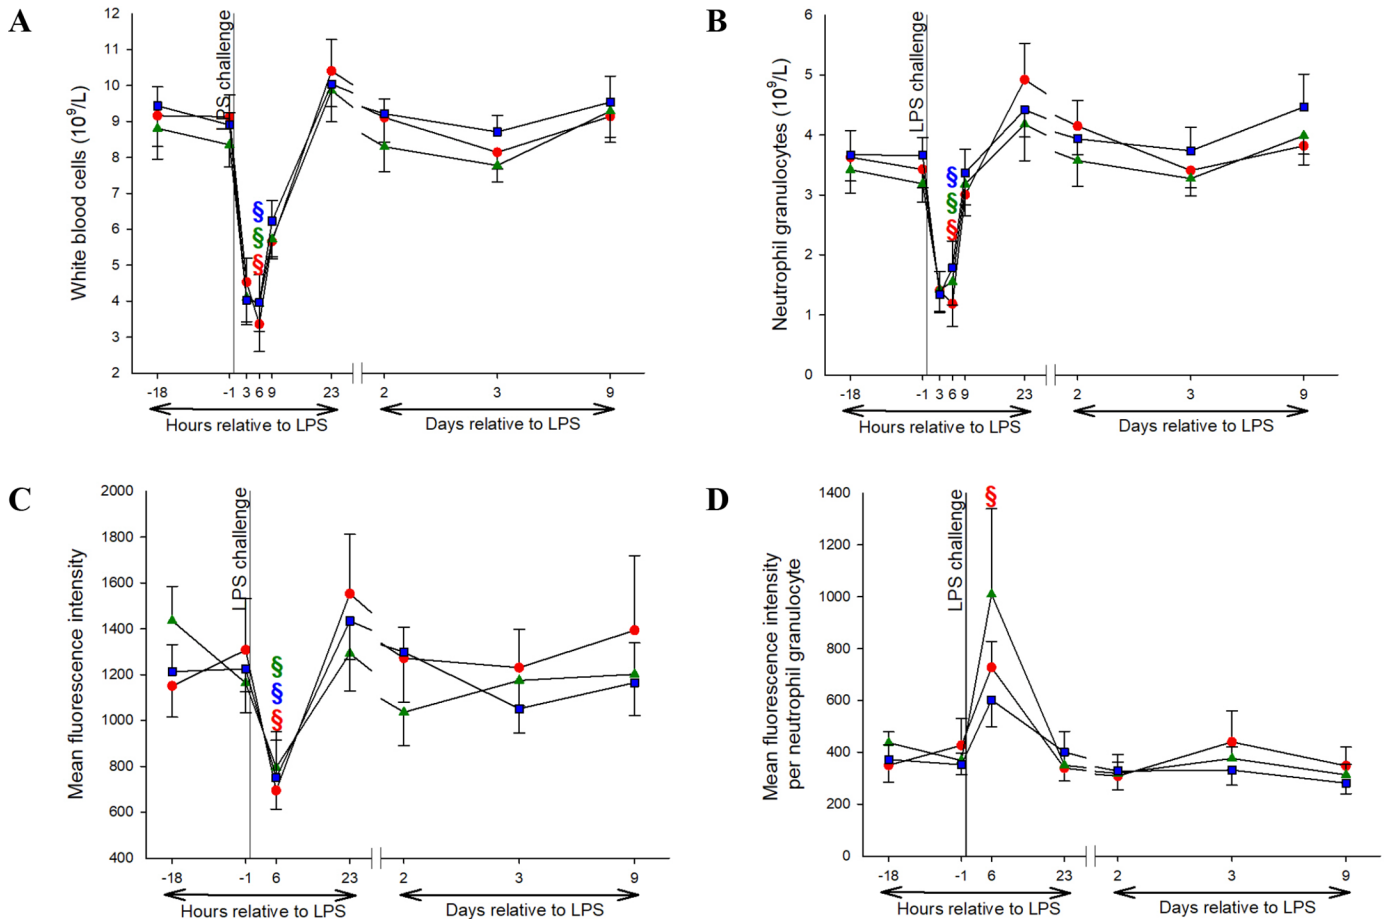 A
White blood cells (10⁹/L)
LPS challenge
12
11
10
9
8
7
6
5
4
3
2
§
§
§
-18 -1 3 6 9 23 2 3 9
Hours relative to LPS Days relative to LPS
B
Neutrophil granulocytes (10⁹/L)
LPS challenge
6
5
4
3
2
1
0
§
§
§
-18 -1 3 6 9 23 2 3 9
Hours relative to LPS Days relative to LPS
C
Mean fluorescence intensity
LPS challenge
2000
1800
1600
1400
1200
1000
800
600
400
§
§
§
-18 -1 6 23 2 3 9
Hours relative to LPS Days relative to LPS
D
Mean fluorescence intensity
per neutrophil granulocyte
LPS challenge
1400
1200
1000
800
600
400
200
0
§
-18 -1 6 23 2 3 9
Hours relative to LPS Days relative to LPS